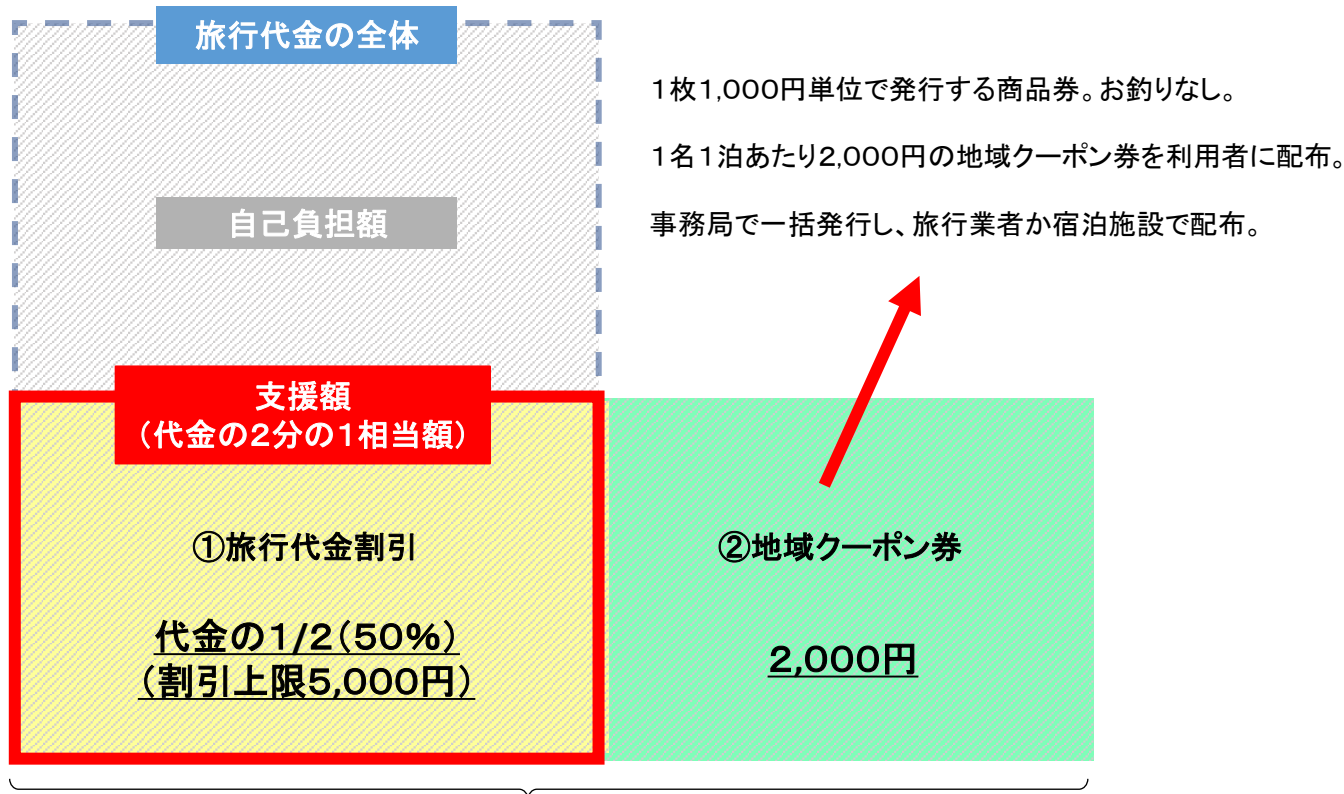 旅行代金の全体
1枚1,000円単位で発行する商品券。お釣りなし。
1名1泊あたり2,000円の地域クーポン券を利用者に配布。
事務局で一括発行し、旅行業者か宿泊施設で配布。
自己負担額
支援額
（代金の2分の1相当額）
①旅行代金割引
代金の1/2（50％）
（割引上限5,000円）
②地域クーポン券
2,000円